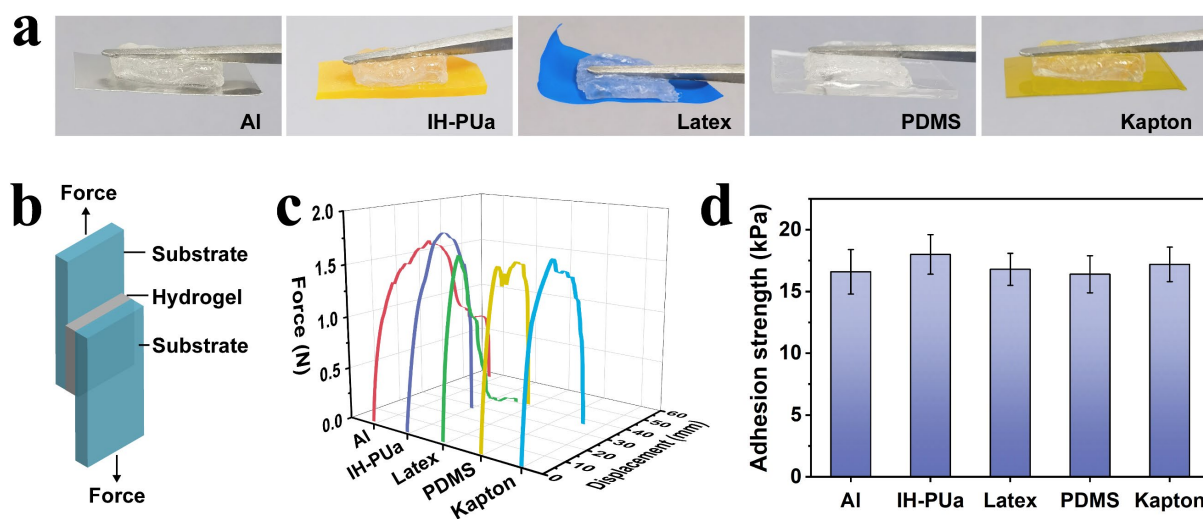 a
Al
IH-PUa
Latex
PDMS
Kapton
b
Force
Substrate
Hydrogel
Substrate
Force
c
2.0
1.5
1.0
0.5
0.0
Force (N)
Al
IH-PUa
Latex
PDMS
Kapton
0
10
20
30
40
50
60
Displacement (mm)
d
Adhesion strength (kPa)
20
15
10
5
0
Al
IH-PUa
Latex
PDMS
Kapton